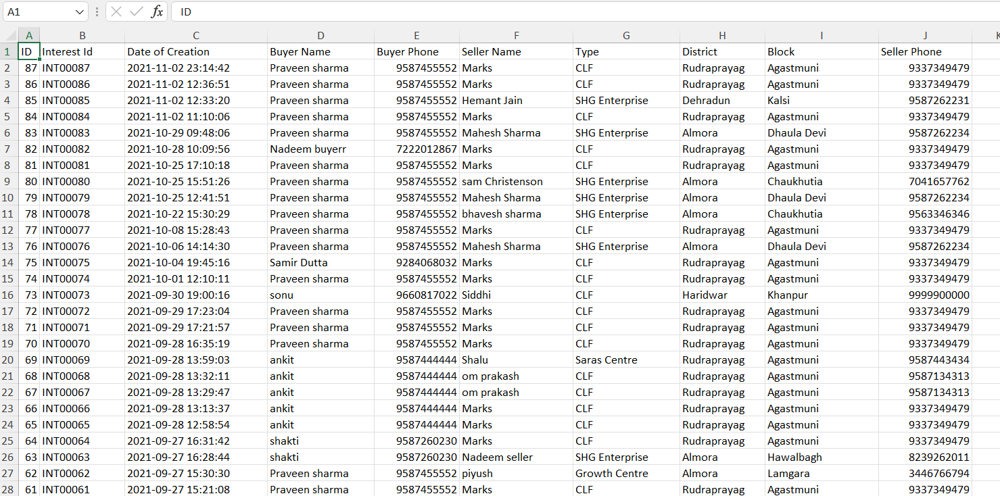 A1 fx ID
A B C D E F G H I J K
1 ID Interest Id Date of Creation Buyer Name Buyer Phone Seller Name Type District Block Seller Phone
2 87 INT00087 2021-11-02 23:14:42 Praveen sharma 9587455552 Marks CLF Rudraprayag Agastmuni 9337349479
3 86 INT00086 2021-11-02 12:36:51 Praveen sharma 9587455552 Marks CLF Rudraprayag Agastmuni 9337349479
4 85 INT00085 2021-11-02 12:33:20 Praveen sharma 9587455552 Hemant Jain SHG Enterprise Dehradun Kalsi 9587262231
5 84 INT00084 2021-11-02 11:10:06 Praveen sharma 9587455552 Marks CLF Rudraprayag Agastmuni 9337349479
6 83 INT00083 2021-10-29 09:48:06 Praveen sharma 9587455552 Mahesh Sharma SHG Enterprise Almora Dhaula Devi 9587262234
7 82 INT00082 2021-10-28 10:09:56 Nadeem buyerr 7222012867 Marks CLF Rudraprayag Agastmuni 9337349479
8 81 INT00081 2021-10-25 17:10:18 Praveen sharma 9587455552 Marks CLF Rudraprayag Agastmuni 9337349479
9 80 INT00080 2021-10-25 15:51:26 Praveen sharma 9587455552 sam Christenson SHG Enterprise Almora Chaukhutia 7041657762
10 79 INT00079 2021-10-25 12:41:51 Praveen sharma 9587455552 Mahesh Sharma SHG Enterprise Almora Dhaula Devi 9587262234
11 78 INT00078 2021-10-22 15:30:29 Praveen sharma 9587455552 bhavesh sharma SHG Enterprise Almora Chaukhutia 9563346346
12 77 INT00077 2021-10-08 15:28:43 Praveen sharma 9587455552 Marks CLF Rudraprayag Agastmuni 9337349479
13 76 INT00076 2021-10-06 14:14:30 Praveen sharma 9587455552 Mahesh Sharma SHG Enterprise Almora Dhaula Devi 9587262234
14 75 INT00075 2021-10-04 19:45:16 Samir Dutta 9284068032 Marks CLF Rudraprayag Agastmuni 9337349479
15 74 INT00074 2021-10-01 12:10:11 Praveen sharma 9587455552 Marks CLF Rudraprayag Agastmuni 9337349479
16 73 INT00073 2021-09-30 19:00:16 sonu 9660817022 Siddhi CLF Haridwar Khanpur 9999900000
17 72 INT00072 2021-09-29 17:23:04 Praveen sharma 9587455552 Marks CLF Rudraprayag Agastmuni 9337349479
18 71 INT00071 2021-09-29 17:21:57 Praveen sharma 9587455552 Marks CLF Rudraprayag Agastmuni 9337349479
19 70 INT00070 2021-09-28 16:35:19 Praveen sharma 9587455552 Marks CLF Rudraprayag Agastmuni 9337349479
20 69 INT00069 2021-09-28 13:59:03 ankit 9587444444 Shalu Saras Centre Rudraprayag Agastmuni 9587443434
21 68 INT00068 2021-09-28 13:32:11 ankit 9587444444 om prakash CLF Rudraprayag Agastmuni 9587134313
22 67 INT00067 2021-09-28 13:29:47 ankit 9587444444 om prakash CLF Rudraprayag Agastmuni 9587134313
23 66 INT00066 2021-09-28 13:13:37 ankit 9587444444 Marks CLF Rudraprayag Agastmuni 9337349479
24 65 INT00065 2021-09-28 12:58:54 ankit 9587444444 Marks CLF Rudraprayag Agastmuni 9337349479
25 64 INT00064 2021-09-27 16:31:42 shakti 9587260230 Marks CLF Rudraprayag Agastmuni 9337349479
26 63 INT00063 2021-09-27 16:28:44 shakti 9587260230 Nadeem seller SHG Enterprise Almora Hawalbagh 8239262011
27 62 INT00062 2021-09-27 15:30:30 Praveen sharma 9587455552 piyush Growth Centre Almora Lamgara 3446766794
28 61 INT00061 2021-09-27 15:21:08 Praveen sharma 9587455552 Marks CLF Rudraprayag Agastmuni 9337349479